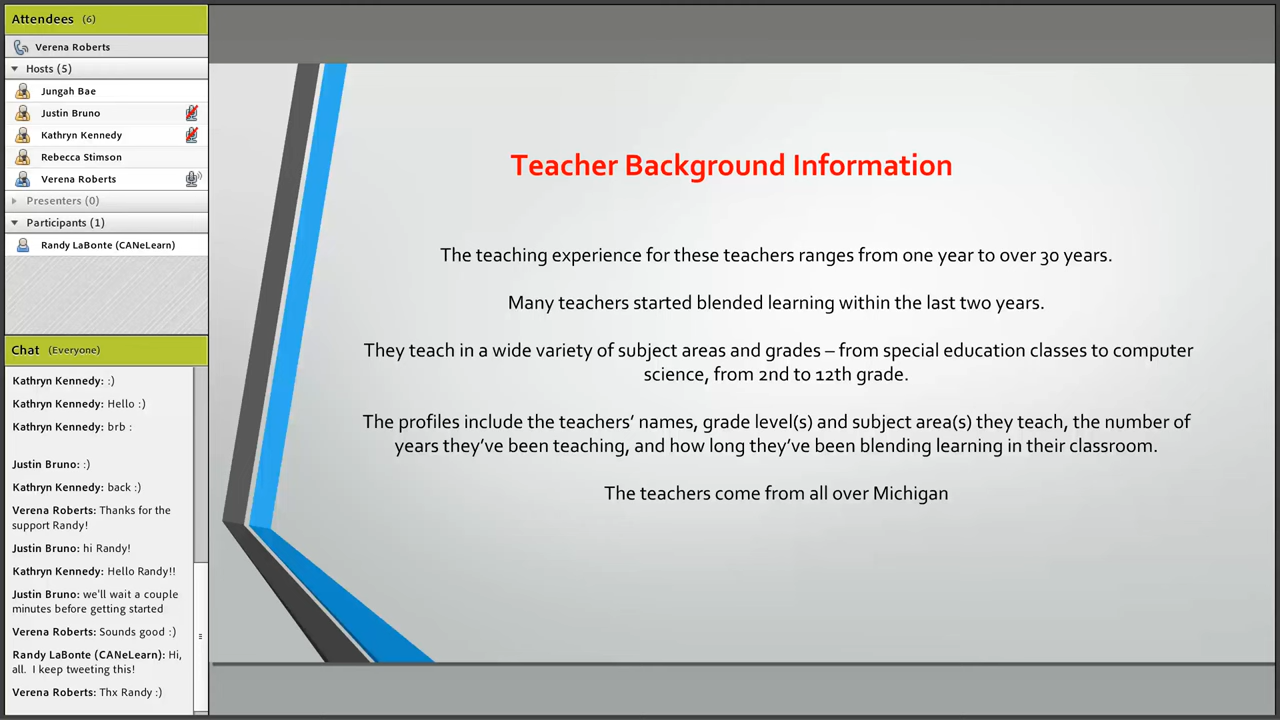 Attendees (6)
Verena Roberts
Hosts (5)
Jungah Bae
Justin Bruno
Kathryn Kennedy
Rebecca Stimson
Verena Roberts
Presenters (0)
Participants (1)
Randy LaBonte (CANeLearn)
Chat (Everyone)
Kathryn Kennedy: :)
Kathryn Kennedy: Hello :)
Kathryn Kennedy: brb :
Justin Bruno: :)
Kathryn Kennedy: back :)
Verena Roberts: Thanks for the
support Randy!
Justin Bruno: hi Randy!
Kathryn Kennedy: Hello Randy!!
Justin Bruno: we'll wait a couple
minutes before getting started
Verena Roberts: Sounds good :)
Randy LaBonte (CANeLearn): Hi,
all. I keep tweeting this!
Verena Roberts: Thx Randy :)
Teacher Background Information
The teaching experience for these teachers ranges from one year to over 30 years.
Many teachers started blended learning within the last two years.
They teach in a wide variety of subject areas and grades – from special education classes to computer
science, from 2nd to 12th grade.
The profiles include the teachers’ names, grade level(s) and subject area(s) they teach, the number of
years they’ve been teaching, and how long they’ve been blending learning in their classroom.
The teachers come from all over Michigan